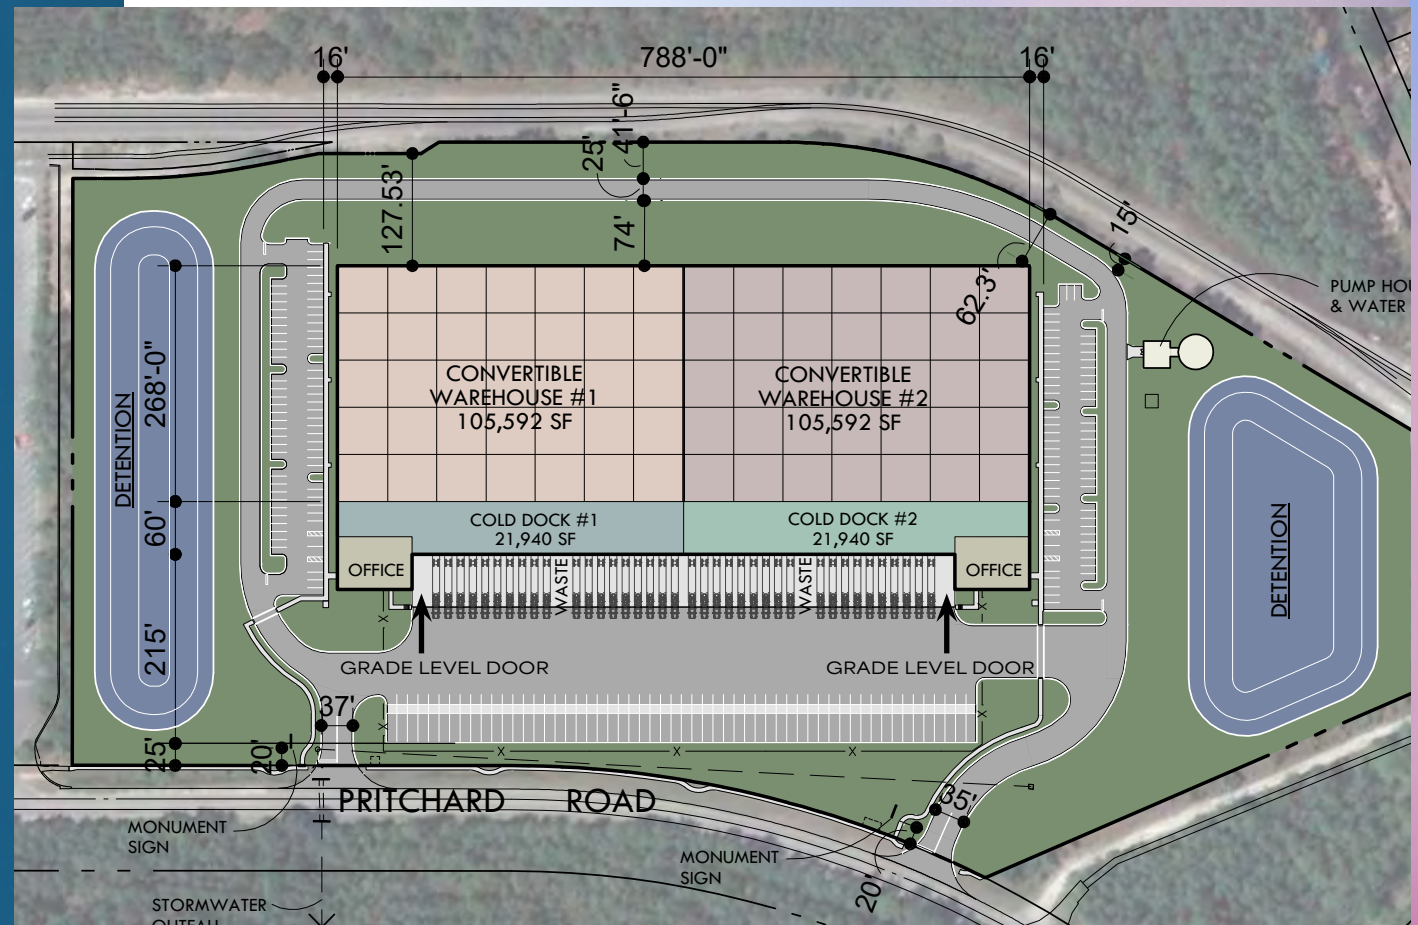 16'
788'-0"
16'
41'-6"
25'
127.53'
74'
15'
62.3'
PUMP HOU
& WATER
268'-0"
CONVERTIBLE
WAREHOUSE #1
105,592 SF
CONVERTIBLE
WAREHOUSE #2
105,592 SF
DETENTION
60'
COLD DOCK #1
21,940 SF
COLD DOCK #2
21,940 SF
DETENTION
OFFICE
WASTE
WASTE
OFFICE
215'
GRADE LEVEL DOOR
GRADE LEVEL DOOR
37'
X
X
X
X
X
X
X
25'
20'
PRITCHARD ROAD
35'
MONUMENT
SIGN
MONUMENT
SIGN
20'
STORMWATER
OUTFALL